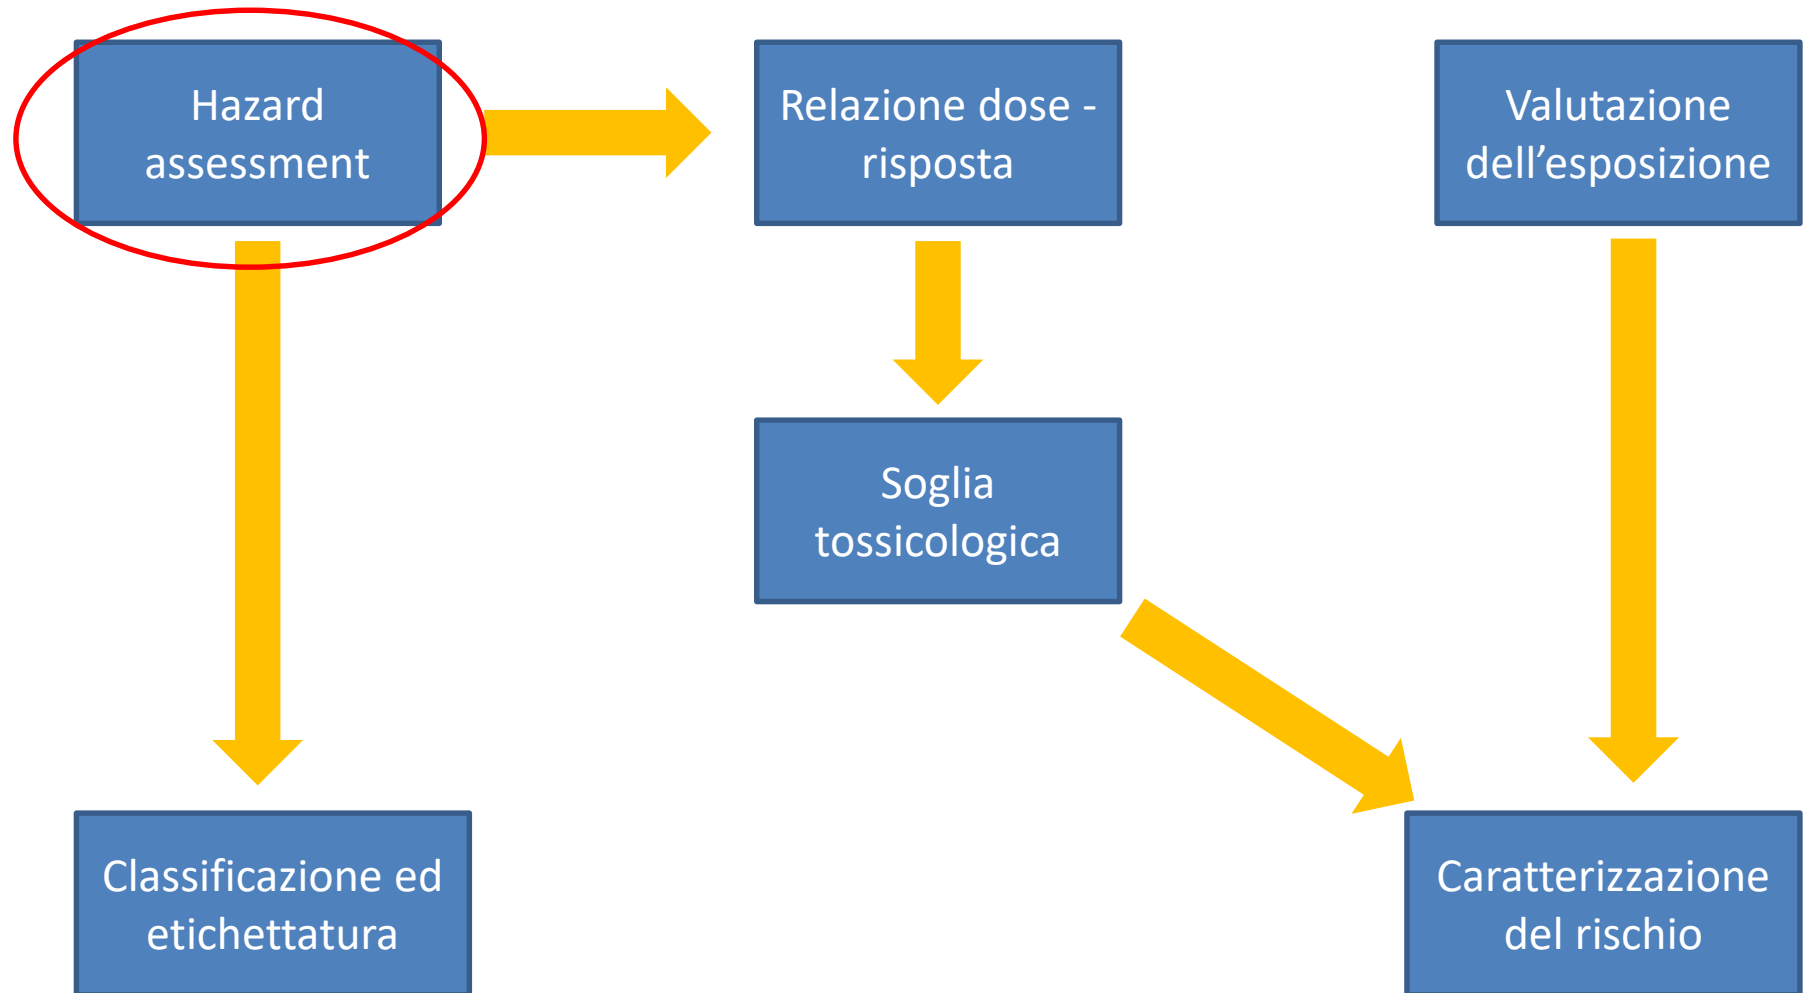 Hazard
assessment
Relazione dose -
risposta
Valutazione
dell’esposizione
Soglia
tossicologica
Classificazione ed
etichettatura
Caratterizzazione
del rischio